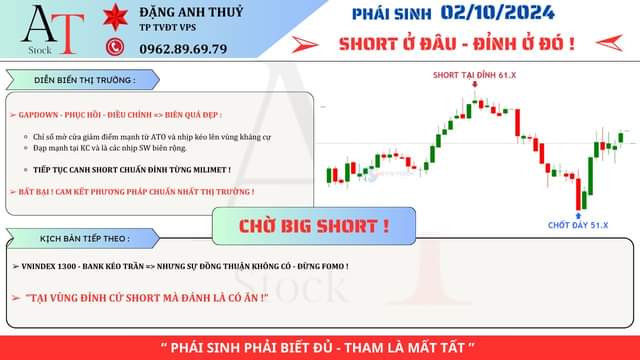 AT
Stock
ĐẶNG ANH THUỶ
TP TVĐT VPS
0962.89.69.79
PHÁI SINH 02/10/2024
SHORT Ở ĐÂU - ĐỈNH Ở ĐÓ !
DIỄN BIẾN THỊ TRƯỜNG :
➢ GAPDOWN - PHỤC HỒI - ĐIỀU CHỈNH => BIÊN QUÁ ĐẸP :
Chỉ số mở cửa giảm điểm mạnh từ ATO và nhịp kéo lên vùng kháng cự
Đạp mạnh tại KC và là các nhịp SW biên rộng.
TIẾP TỤC CANH SHORT CHUẨN ĐỈNH TỪNG MILIMET !
➢ BẤT BẠI ! CAM KẾT PHƯƠNG PHÁP CHUẨN NHẤT THỊ TRƯỜNG !
SHORT TẠI ĐỈNH 61.X
CHỐT ĐÁY 51.X
CHỜ BIG SHORT !
KỊCH BẢN TIẾP THEO :
➢ VNINDEX 1300 - BANK KÉO TRẦN => NHƯNG SỰ ĐỒNG THUẬN KHÔNG CÓ - ĐỪNG FOMO !
➢ “TẠI VÙNG ĐỈNH CỨ SHORT MÀ ĐÁNH LÀ CÓ ĂN !”
AT
Stock
“ PHÁI SINH PHẢI BIẾT ĐỦ - THAM LÀ MẤT TẤT ”